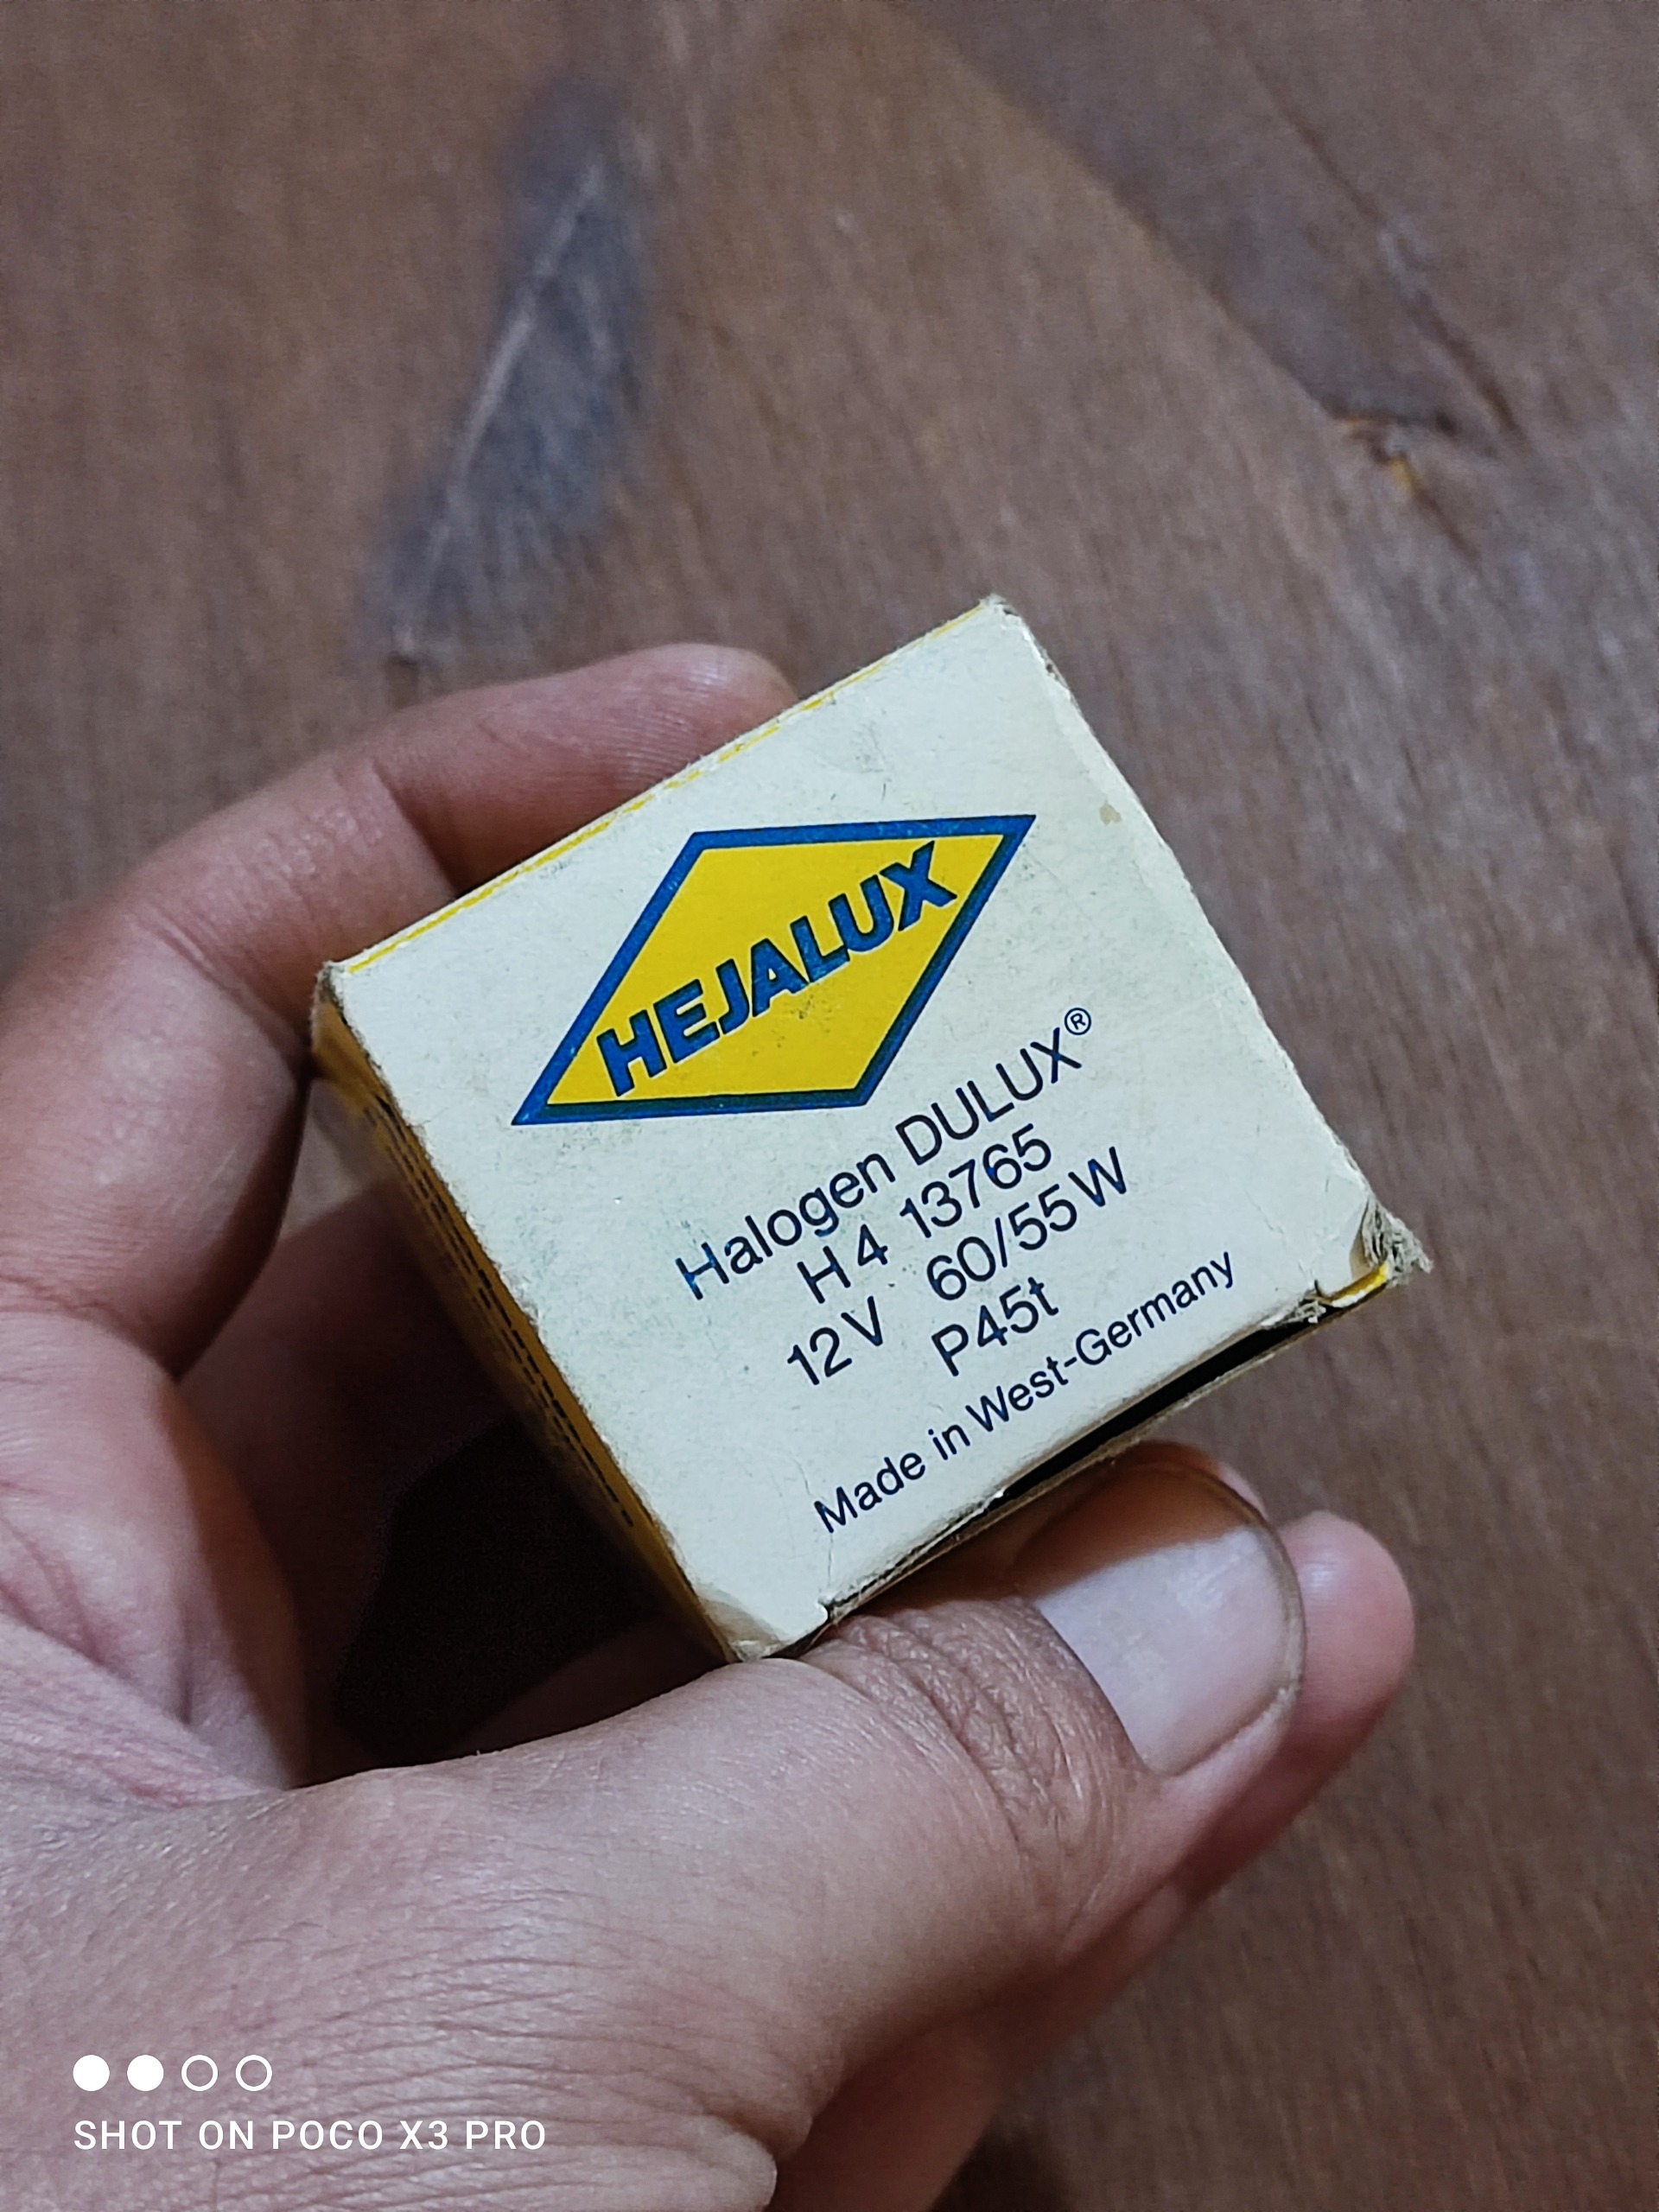 HEJALUX
Halogen DULUX®
H4 13765
12V 60/55W
P45t
Made in West-Germany
SHOT ON POCO X3 PRO